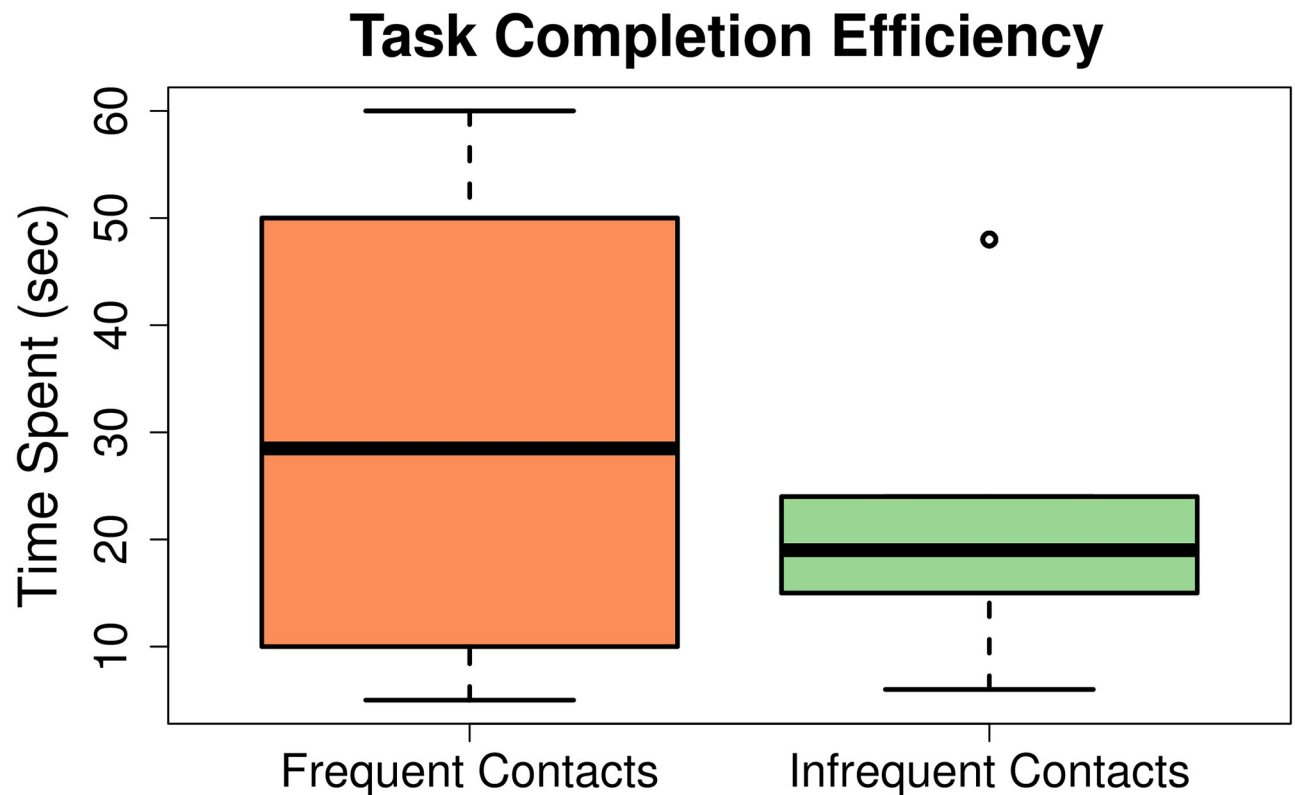 Task Completion Efficiency
Time Spent (sec)
60
50
40
30
20
10
Frequent Contacts
Infrequent Contacts